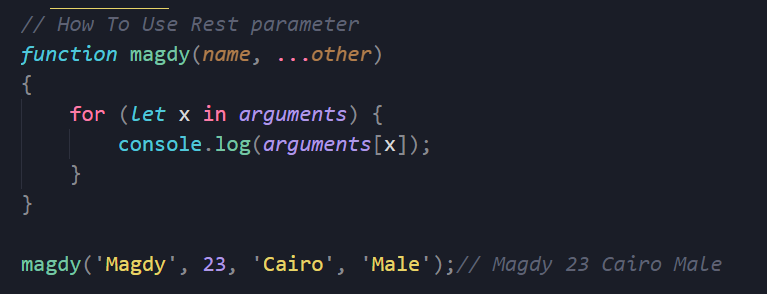 // How To Use Rest parameter
function magdy(name, ...other)
{
    for (let x in arguments) {
        console.log(arguments[x]);
    }
}
magdy('Magdy', 23, 'Cairo', 'Male');// Magdy 23 Cairo Male